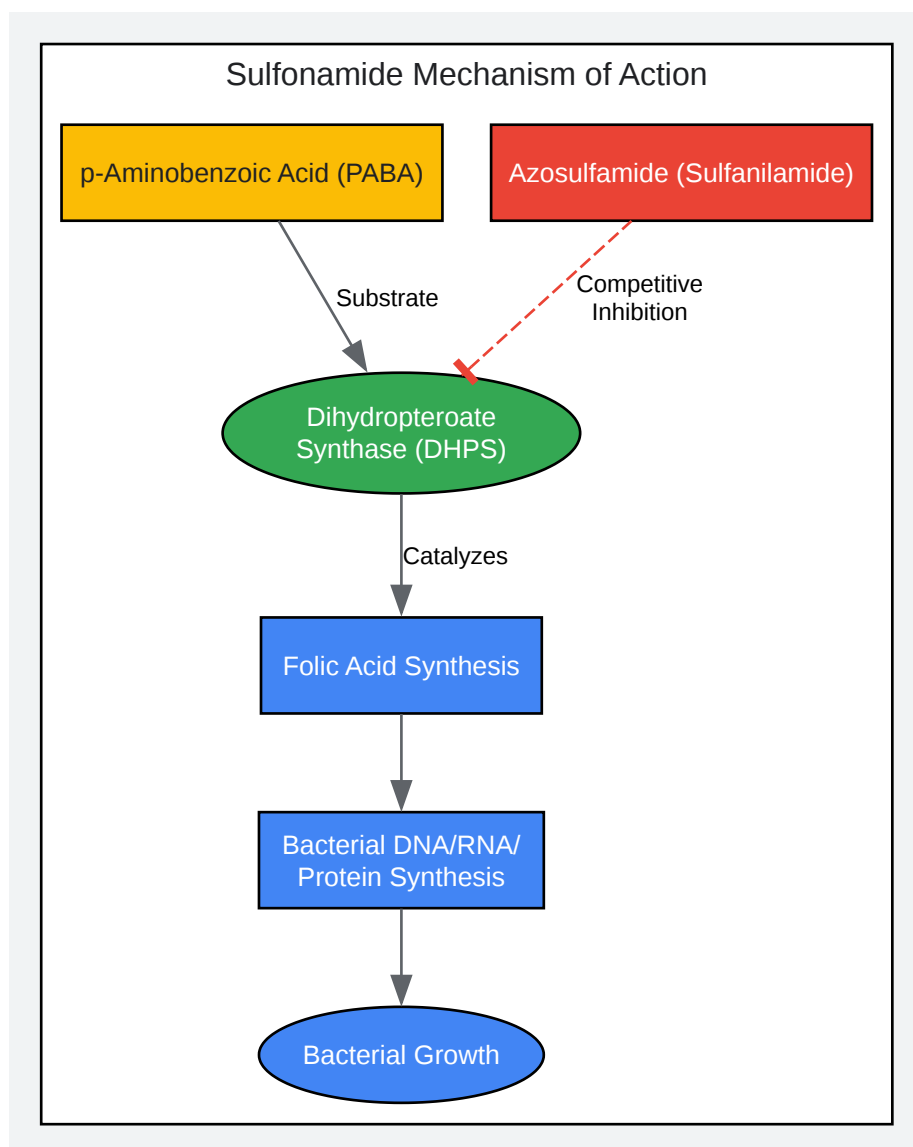 Sulfonamide Mechanism of Action
p-Aminobenzoic Acid (PABA)
Azosulfamide (Sulfanilamide)
Substrate
Competitive
Inhibition
Dihydropteroate
Synthase (DHPS)
Catalyzes
Folic Acid Synthesis
Bacterial DNA/RNA/
Protein Synthesis
Bacterial Growth